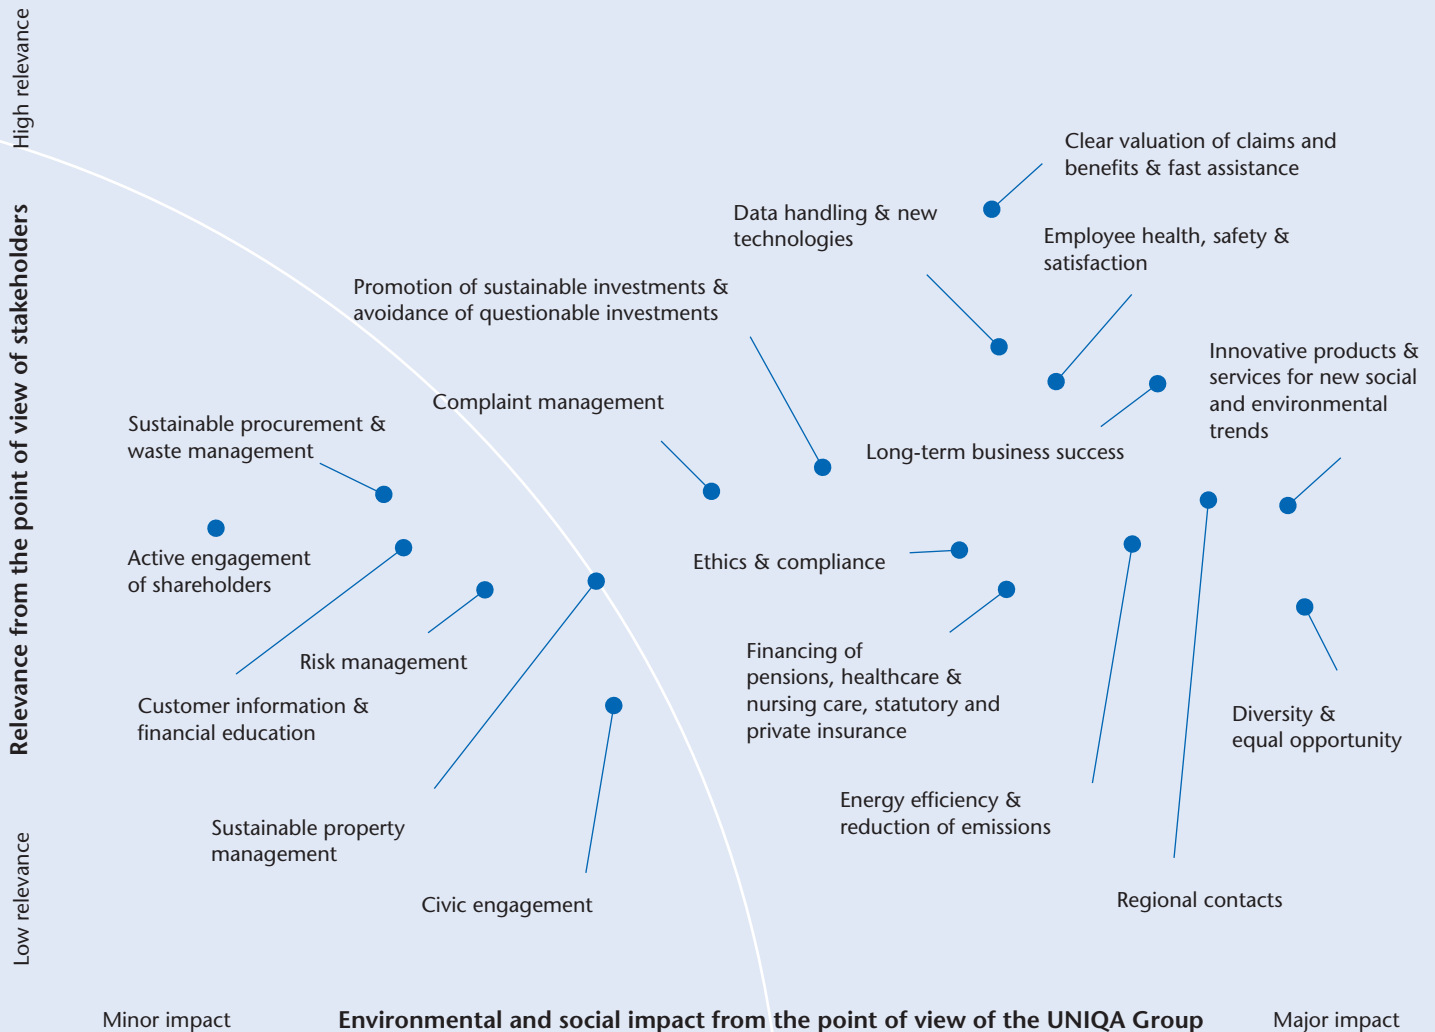 High relevance
Relevance from the point of view of stakeholders
Low relevance
Clear valuation of claims and
benefits & fast assistance
Data handling & new
technologies
Employee health, safety &
satisfaction
Promotion of sustainable investments &
avoidance of questionable investments
Innovative products &
services for new social
and environmental
trends
Complaint management
Sustainable procurement &
waste management
Long-term business success
Active engagement
of shareholders
Ethics & compliance
Risk management
Financing of
pensions, healthcare &
nursing care, statutory and
private insurance
Customer information &
financial education
Diversity &
equal opportunity
Energy efficiency &
reduction of emissions
Sustainable property
management
Civic engagement
Regional contacts
Minor impact
Environmental and social impact from the point of view of the UNIQA Group
Major impact